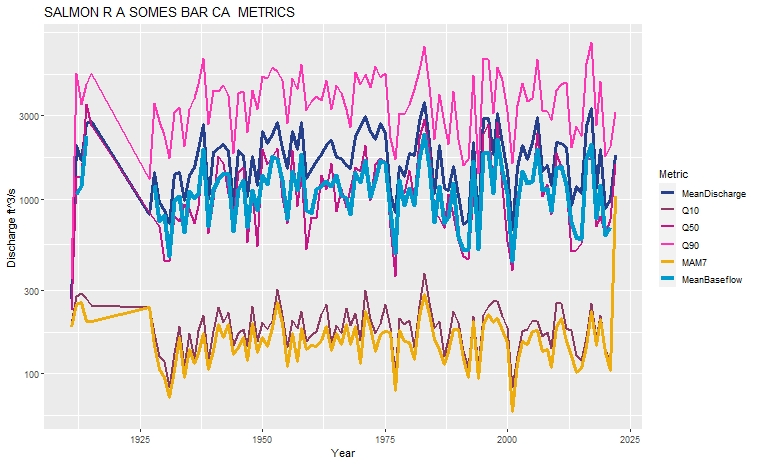 SALMON R A SOMES BAR CA  METRICS
Discharge ft^3/s
3000
1000
300
100
1925
1950
1975
2000
2025
Year
Metric
MeanDischarge
Q10
Q50
Q90
MAM7
MeanBaseflow